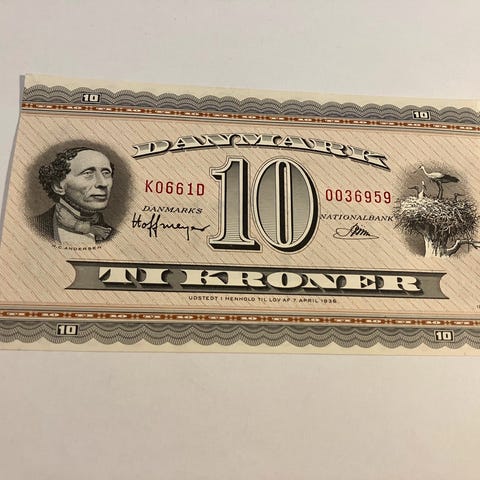 10 10
DANMARK
K0661D 10 0036959
DANMARKS NATIONALBANK
Hoffmeyer
H.C. ANDERSEN
TI KRONER
UDSTEDT I HENHOLD TIL LOV AF 7. APRIL 1936
10 10